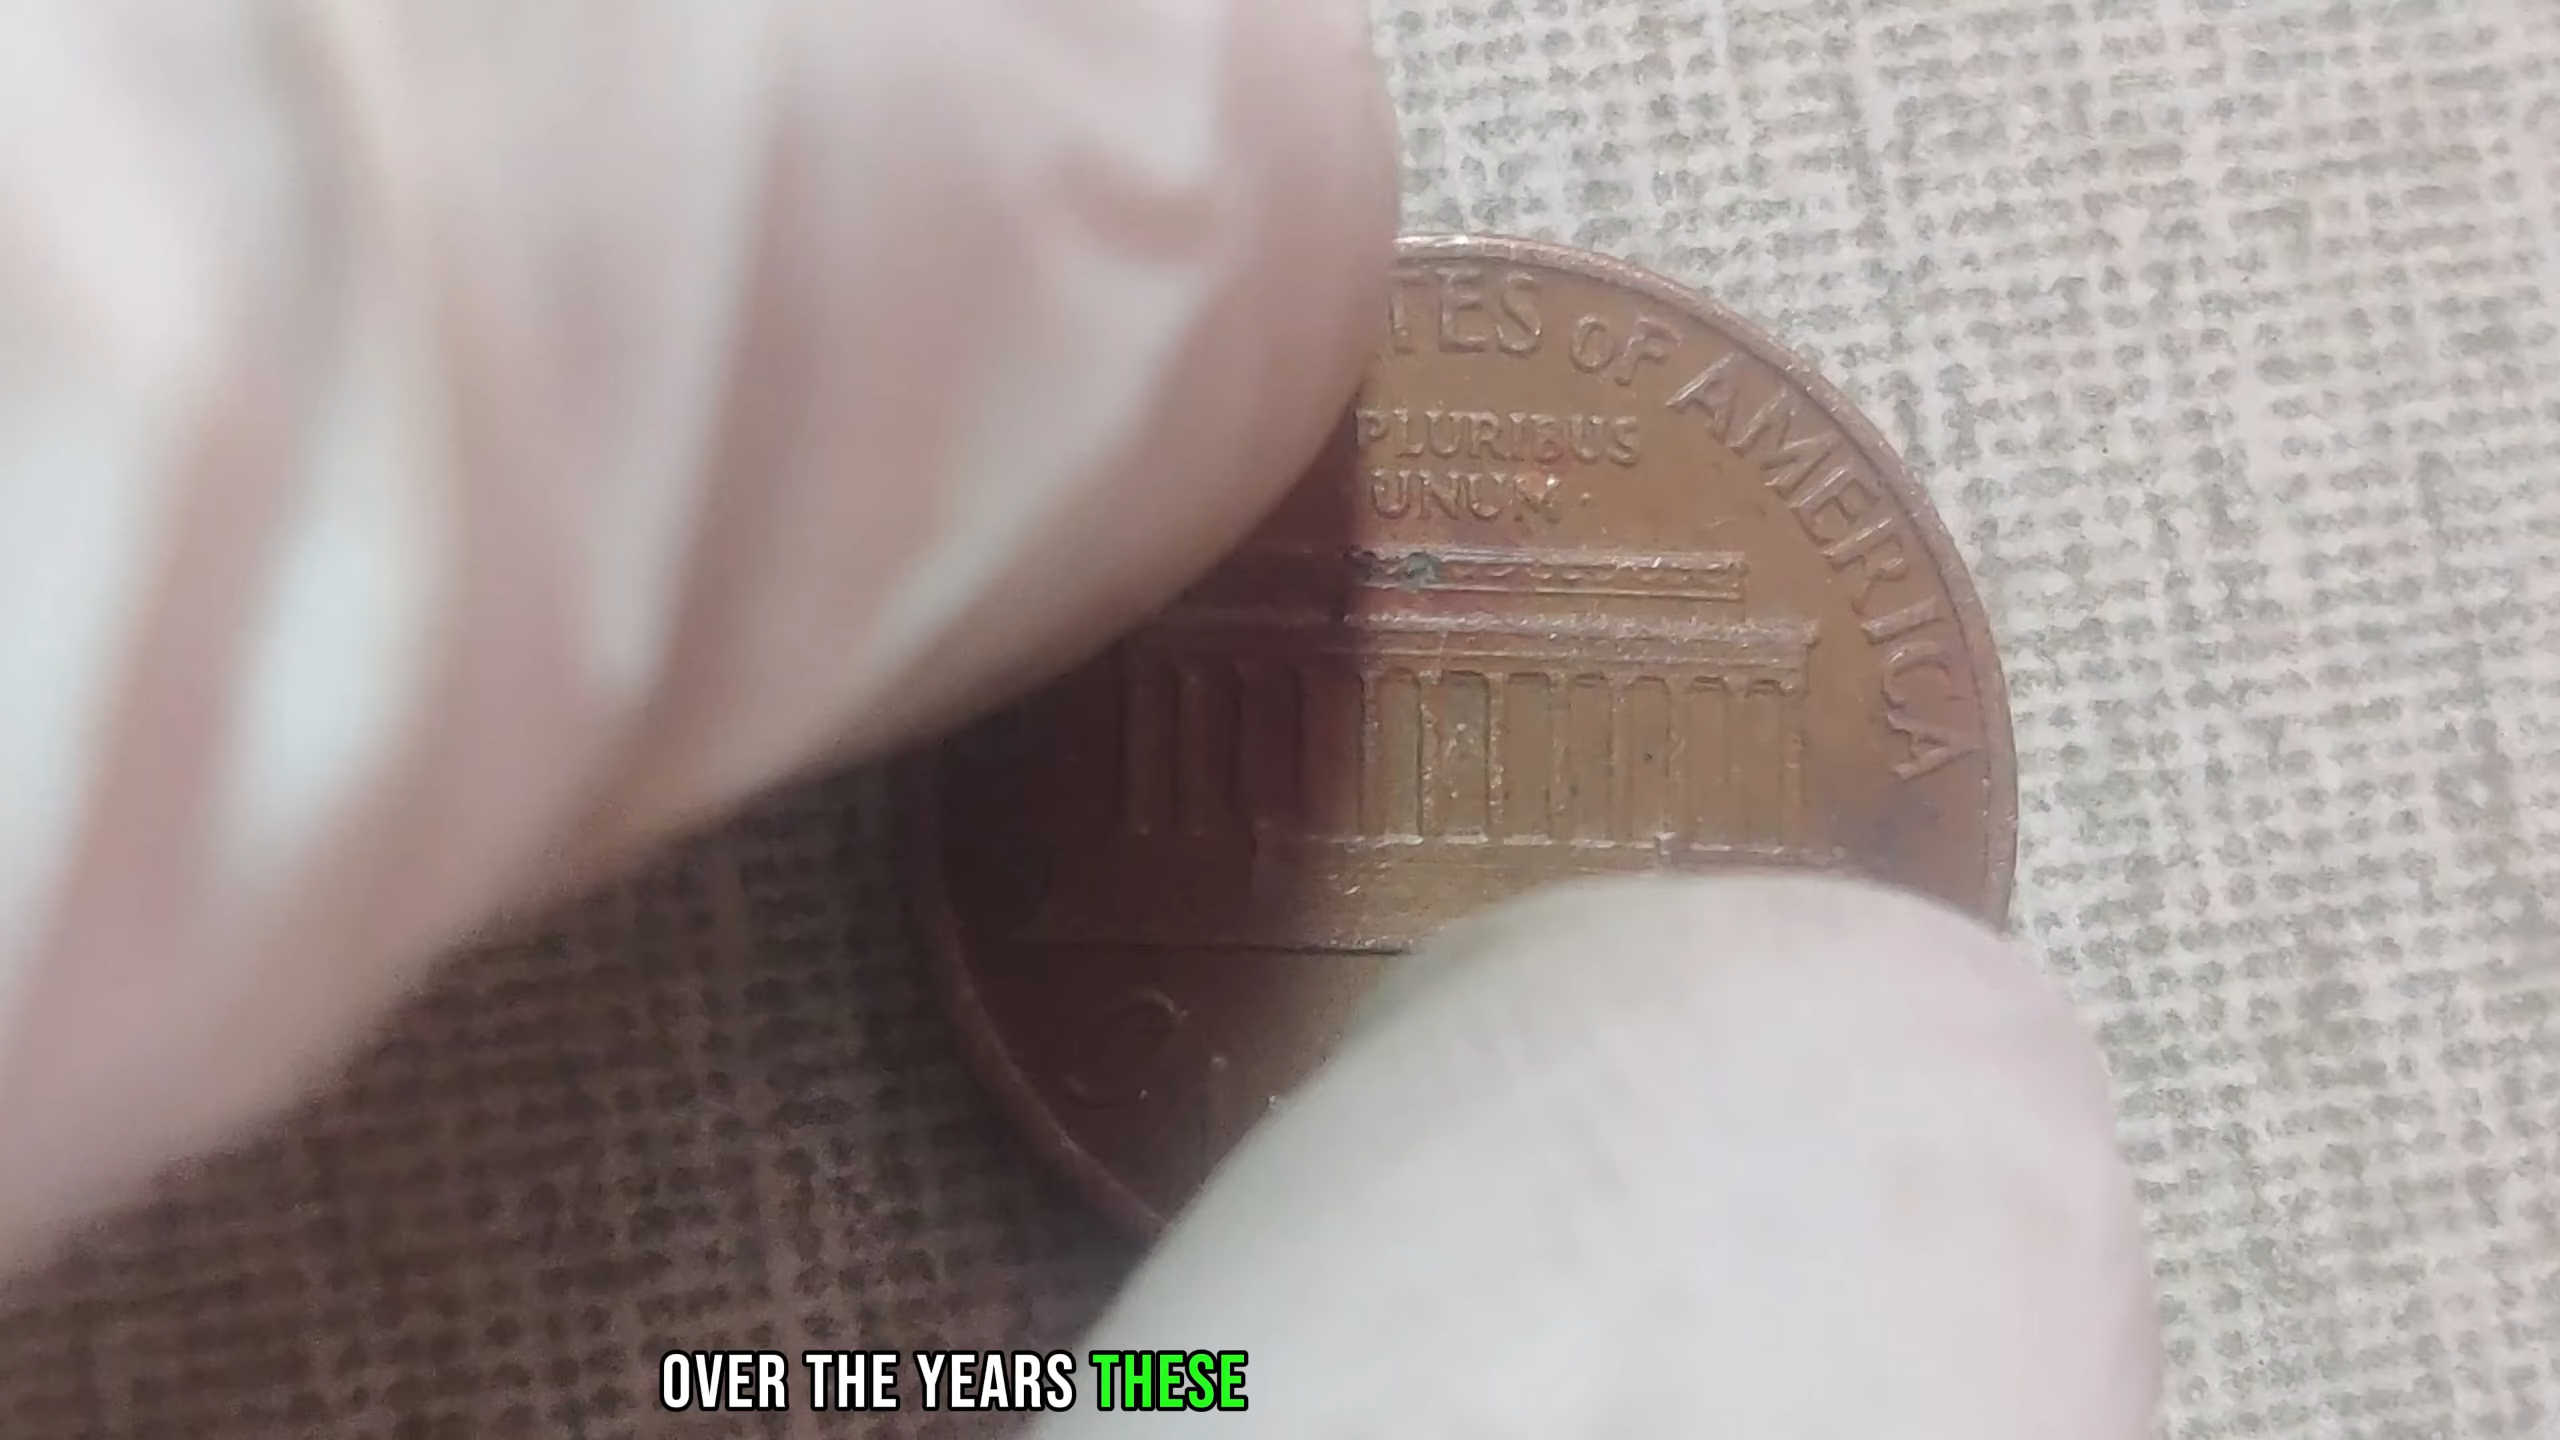 TES OF AMERICA
PLURIBUS
UNUM
OVER THE YEARS THESE